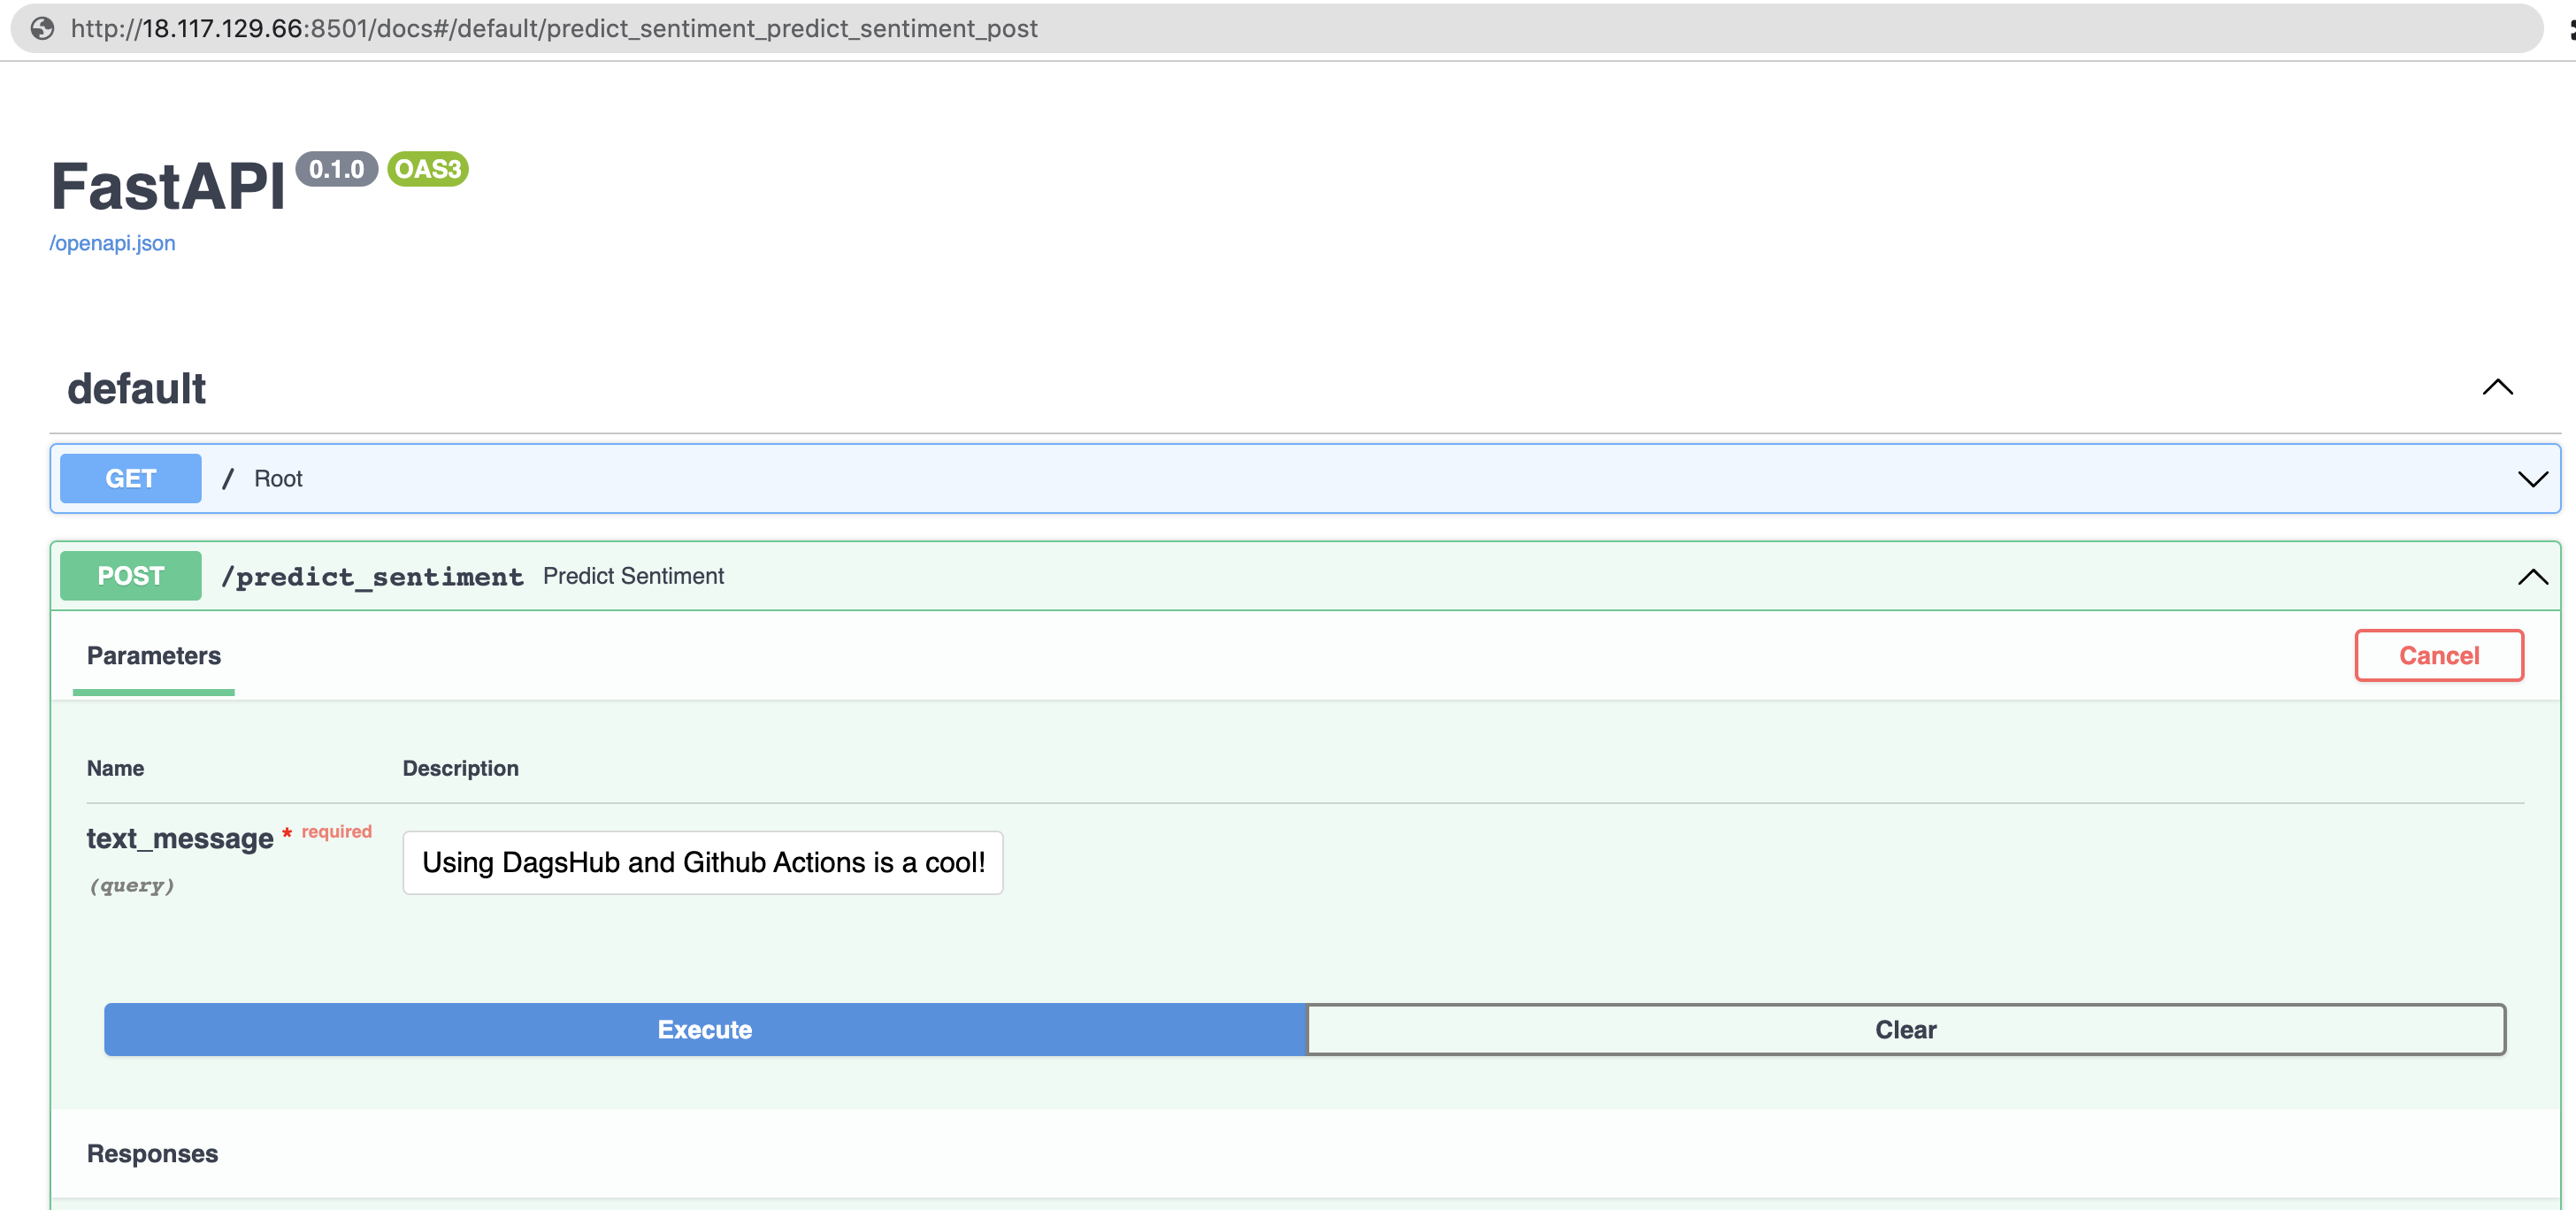 http://18.117.129.66:8501/docs#/default/predict_sentiment_predict_sentiment_post
FastAPI 0.1.0 OAS3
/openapi.json
default
GET / Root
POST /predict_sentiment Predict Sentiment
Parameters Cancel
Name Description
text_message * required
(query)
Using DagsHub and Github Actions is a cool!
Execute Clear
Responses